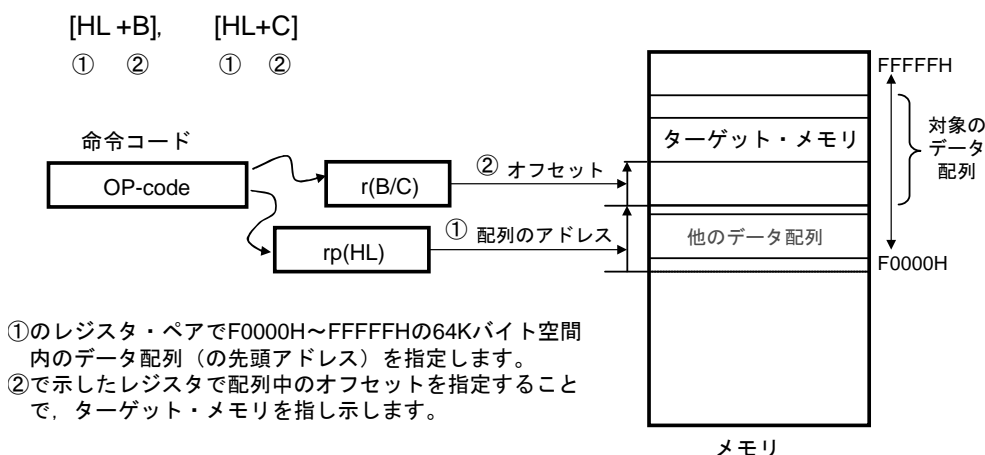 [HL +B], [HL+C]
① ② ① ②
FFFFFH
対象の
データ
配列
命令コード
ターゲット・メモリ
OP-code
r(B/C)
② オフセット
rp(HL)
① 配列のアドレス
他のデータ配列
F0000H
①のレジスタ・ペアでF0000H～FFFFFHの64Kバイト空間
内のデータ配列（の先頭アドレス）を指定します。
②で示したレジスタで配列中のオフセットを指定すること
で，ターゲット・メモリを指し示します。
メモリ